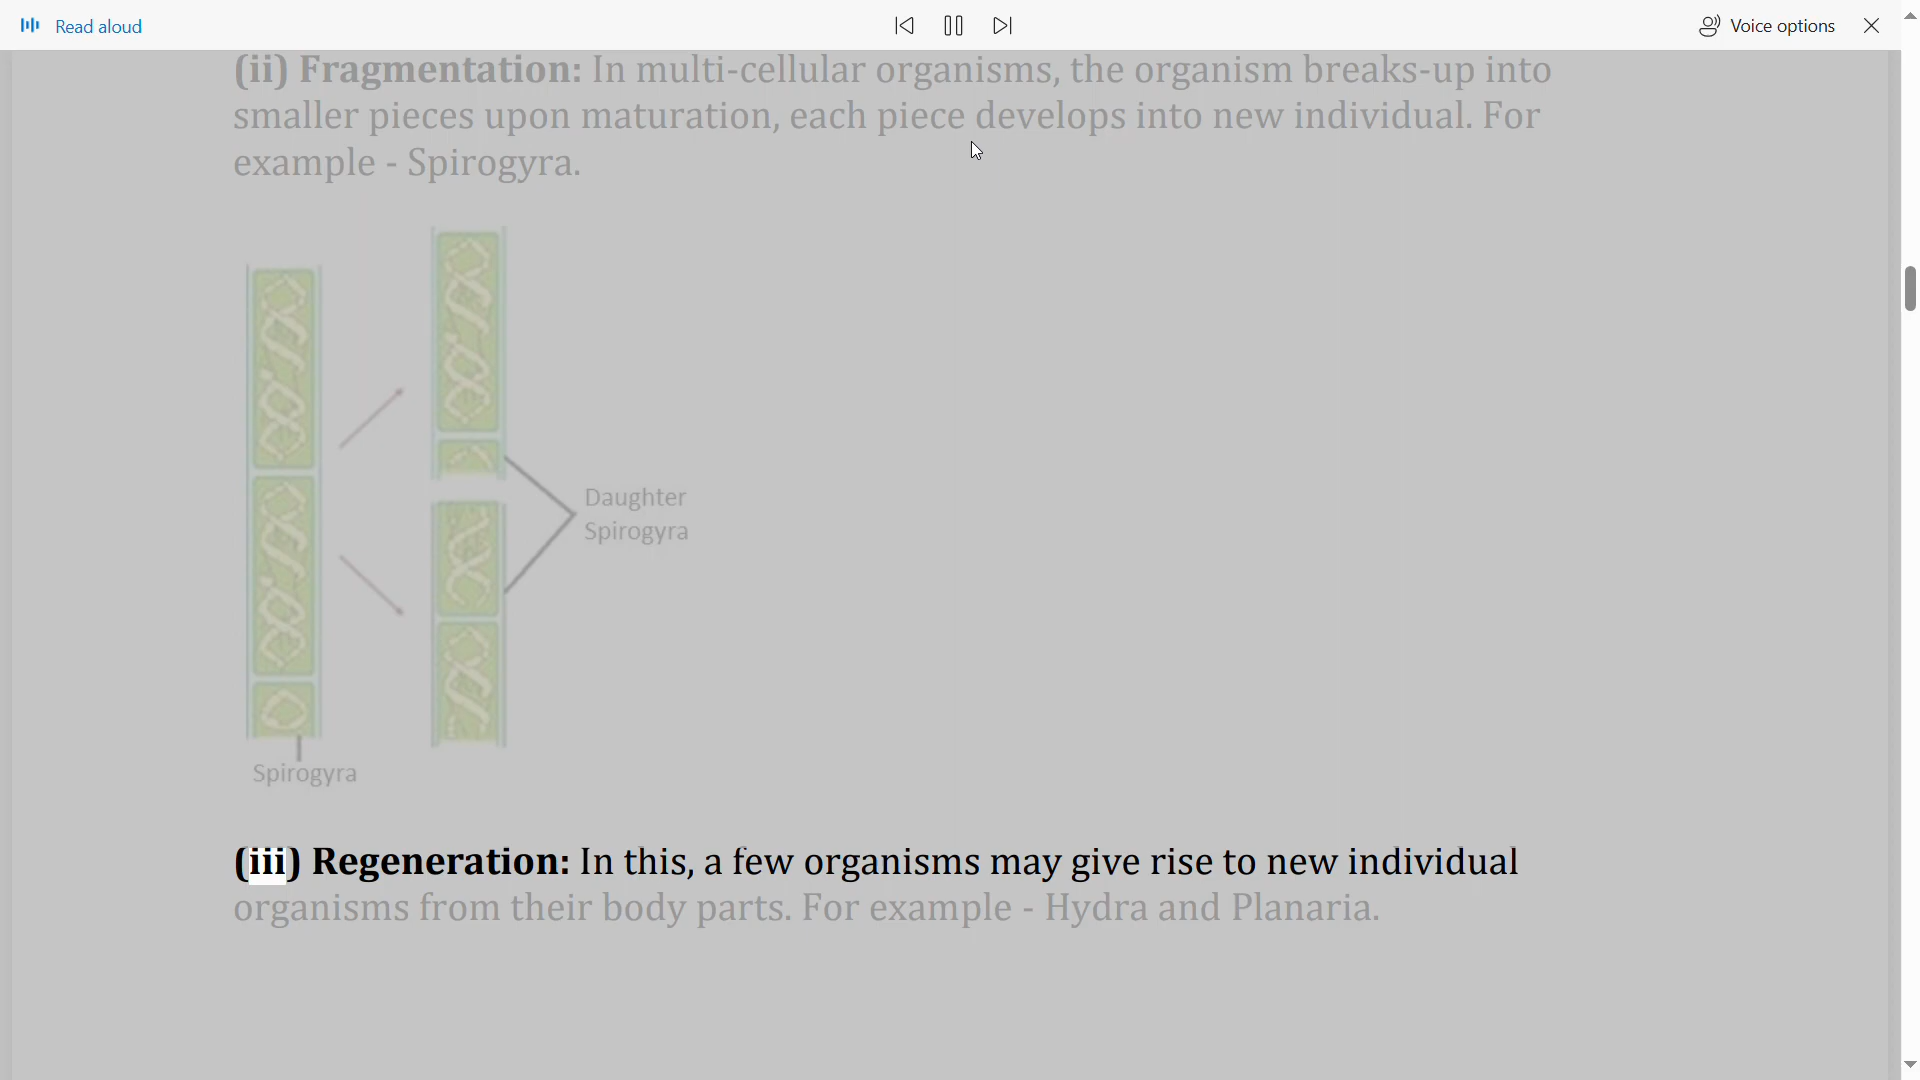 Read aloud
Voice options
(ii) Fragmentation: In multi-cellular organisms, the organism breaks-up into
smaller pieces upon maturation, each piece develops into new individual. For
example - Spirogyra.
Daughter
Spirogyra
Spirogyra
(iii) Regeneration: In this, a few organisms may give rise to new individual
organisms from their body parts. For example - Hydra and Planaria.